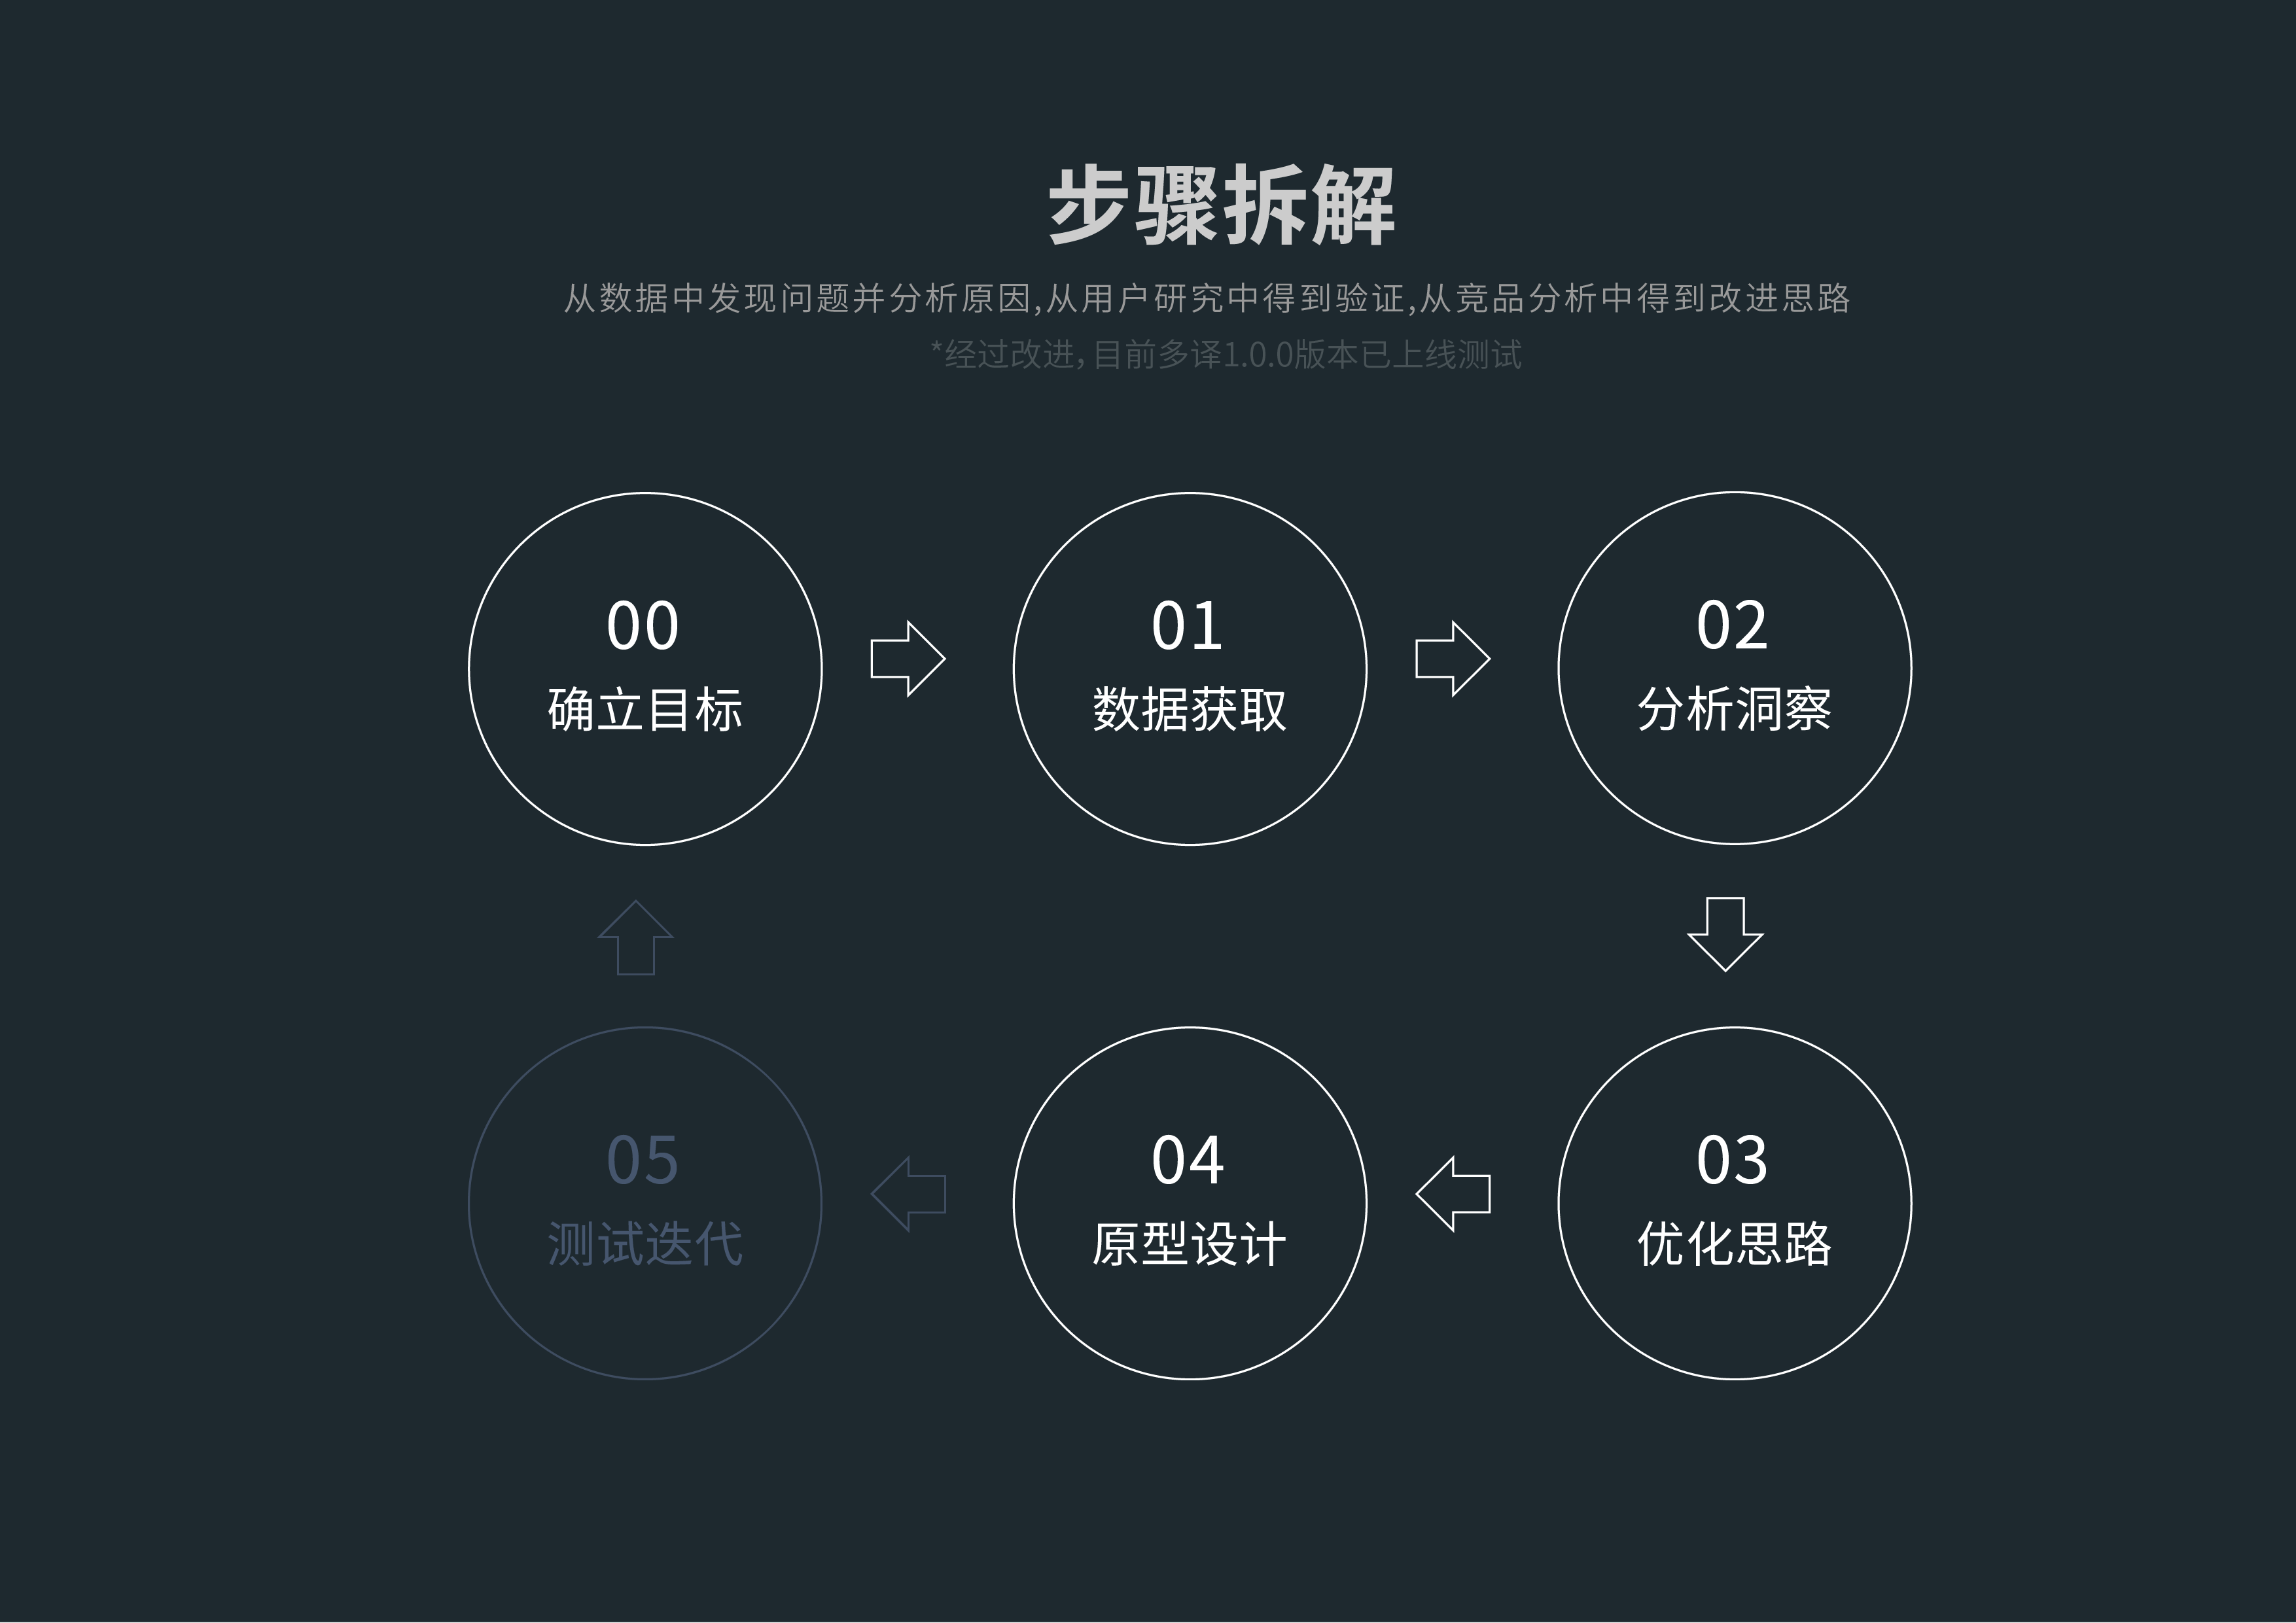 步骤拆解
从数据中发现问题并分析原因,从用户研究中得到验证,从竞品分析中得到改进思路
*经过改进, 目前多译1.0.0版本已上线测试
00
确立目标
01
数据获取
02
分析洞察
03
优化思路
04
原型设计
05
测试迭代